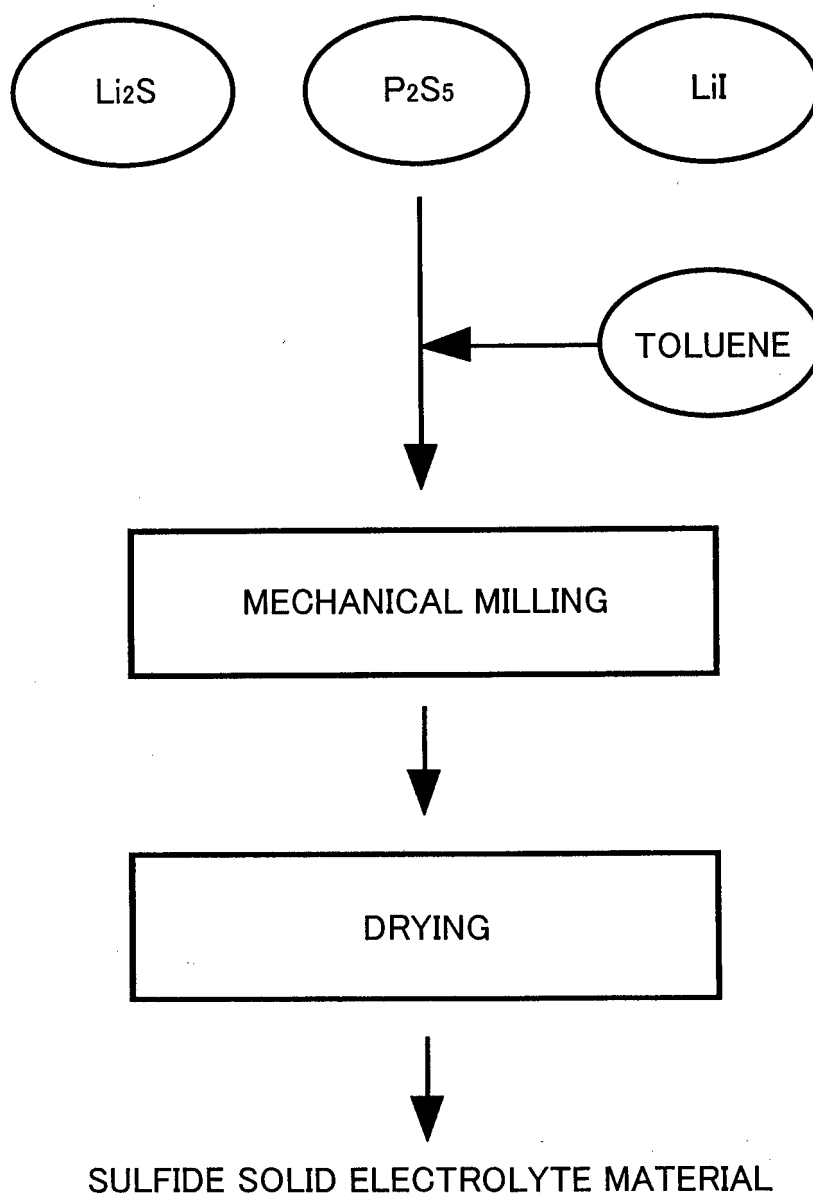 Li2S
P2S5
LiI
TOLUENE
MECHANICAL MILLING
DRYING
SULFIDE SOLID ELECTROLYTE MATERIAL